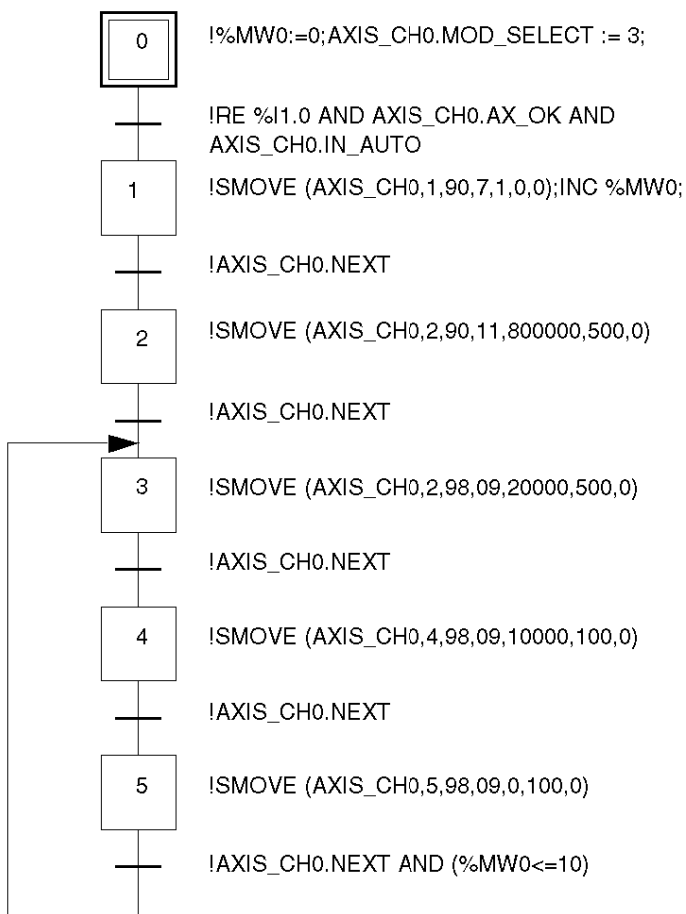 0
!%MW0:=0;AXIS_CH0.MOD_SELECT := 3;
!RE %I1.0 AND AXIS_CH0.AX_OK AND
AXIS_CH0.IN_AUTO
1
!SMOVE (AXIS_CH0,1,90,7,1,0,0);INC %MW0;
!AXIS_CH0.NEXT
2
!SMOVE (AXIS_CH0,2,90,11,800000,500,0)
!AXIS_CH0.NEXT
3
!SMOVE (AXIS_CH0,2,98,09,20000,500,0)
!AXIS_CH0.NEXT
4
!SMOVE (AXIS_CH0,4,98,09,10000,100,0)
!AXIS_CH0.NEXT
5
!SMOVE (AXIS_CH0,5,98,09,0,100,0)
!AXIS_CH0.NEXT AND (%MW0<=10)